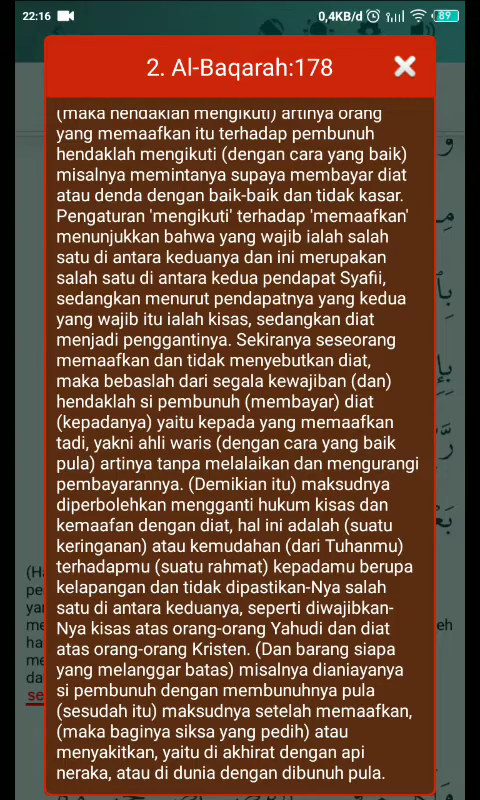 22:16
0,4KB/d
89
2. Al-Baqarah:178
(maka hendaklah mengikuti) artinya orang
yang memaafkan itu terhadap pembunuh
hendaklah mengikuti (dengan cara yang baik)
misalnya memintanya supaya membayar diat
atau denda dengan baik-baik dan tidak kasar.
Pengaturan 'mengikuti' terhadap 'memaafkan'
menunjukkan bahwa yang wajib ialah salah
satu di antara keduanya dan ini merupakan
salah satu di antara kedua pendapat Syafii,
sedangkan menurut pendapatnya yang kedua
yang wajib itu ialah kisas, sedangkan diat
menjadi penggantinya. Sekiranya seseorang
memaafkan dan tidak menyebutkan diat,
maka bebaslah dari segala kewajiban (dan)
hendaklah si pembunuh (membayar) diat
(kepadanya) yaitu kepada yang memaafkan
tadi, yakni ahli waris (dengan cara yang baik
pula) artinya tanpa melalaikan dan mengurangi
pembayarannya. (Demikian itu) maksudnya
diperbolehkan mengganti hukum kisas dan
kemaafan dengan diat, hal ini adalah (suatu
keringanan) atau kemudahan (dari Tuhanmu)
terhadapmu (suatu rahmat) kepadamu berupa
kelapangan dan tidak dipastikan-Nya salah
satu di antara keduanya, seperti diwajibkan-
Nya kisas atas orang-orang Yahudi dan diat
atas orang-orang Kristen. (Dan barang siapa
yang melanggar batas) misalnya dianiayanya
si pembunuh dengan membunuhnya pula
(sesudah itu) maksudnya setelah memaafkan,
(maka baginya siksa yang pedih) atau
menyakitkan, yaitu di akhirat dengan api
neraka, atau di dunia dengan dibunuh pula.